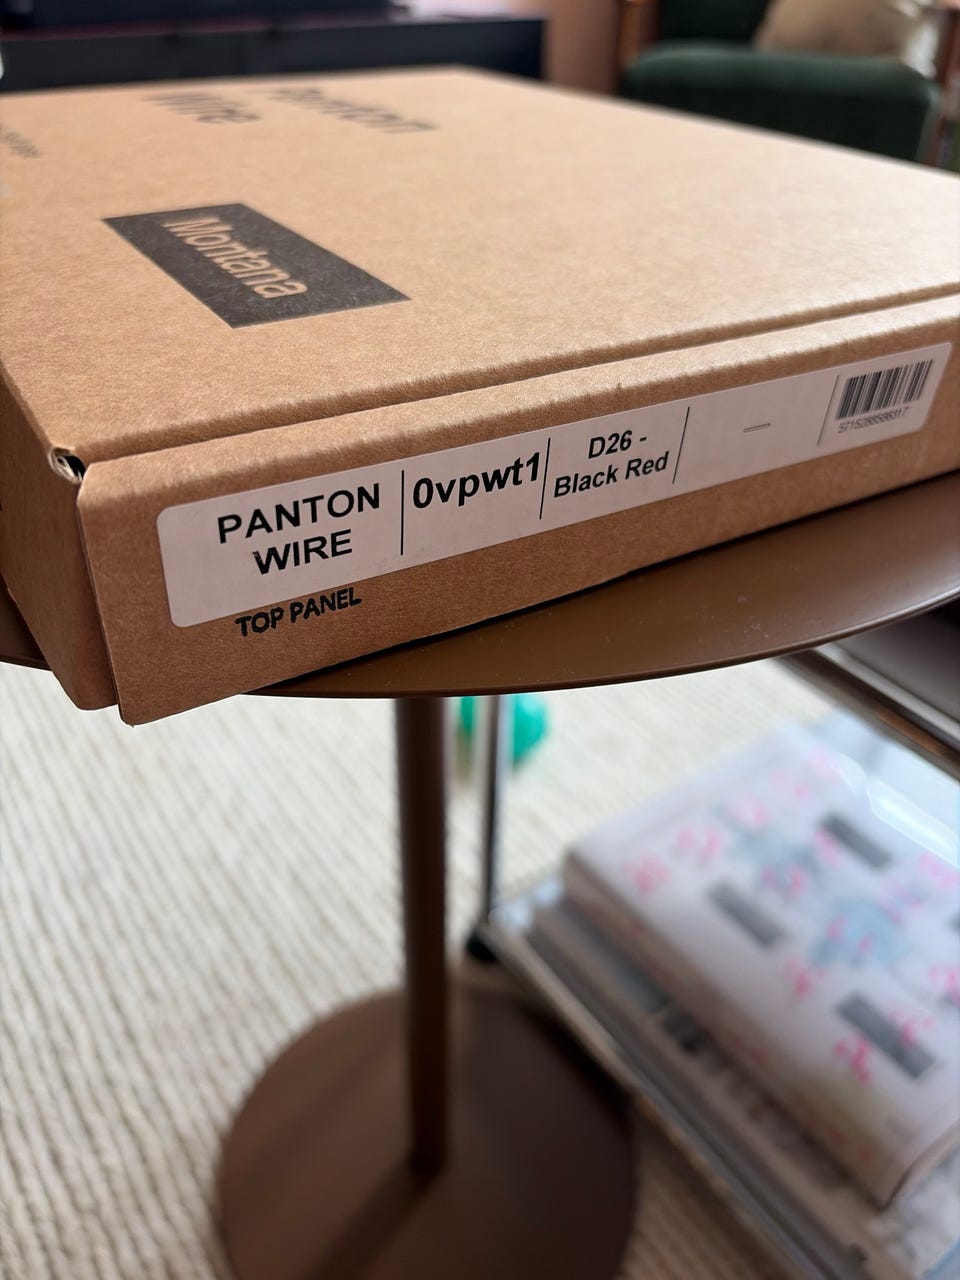 Panton
Wire
Montana
PANTON
WIRE
0vpwt1
D26 -
Black Red
TOP PANEL